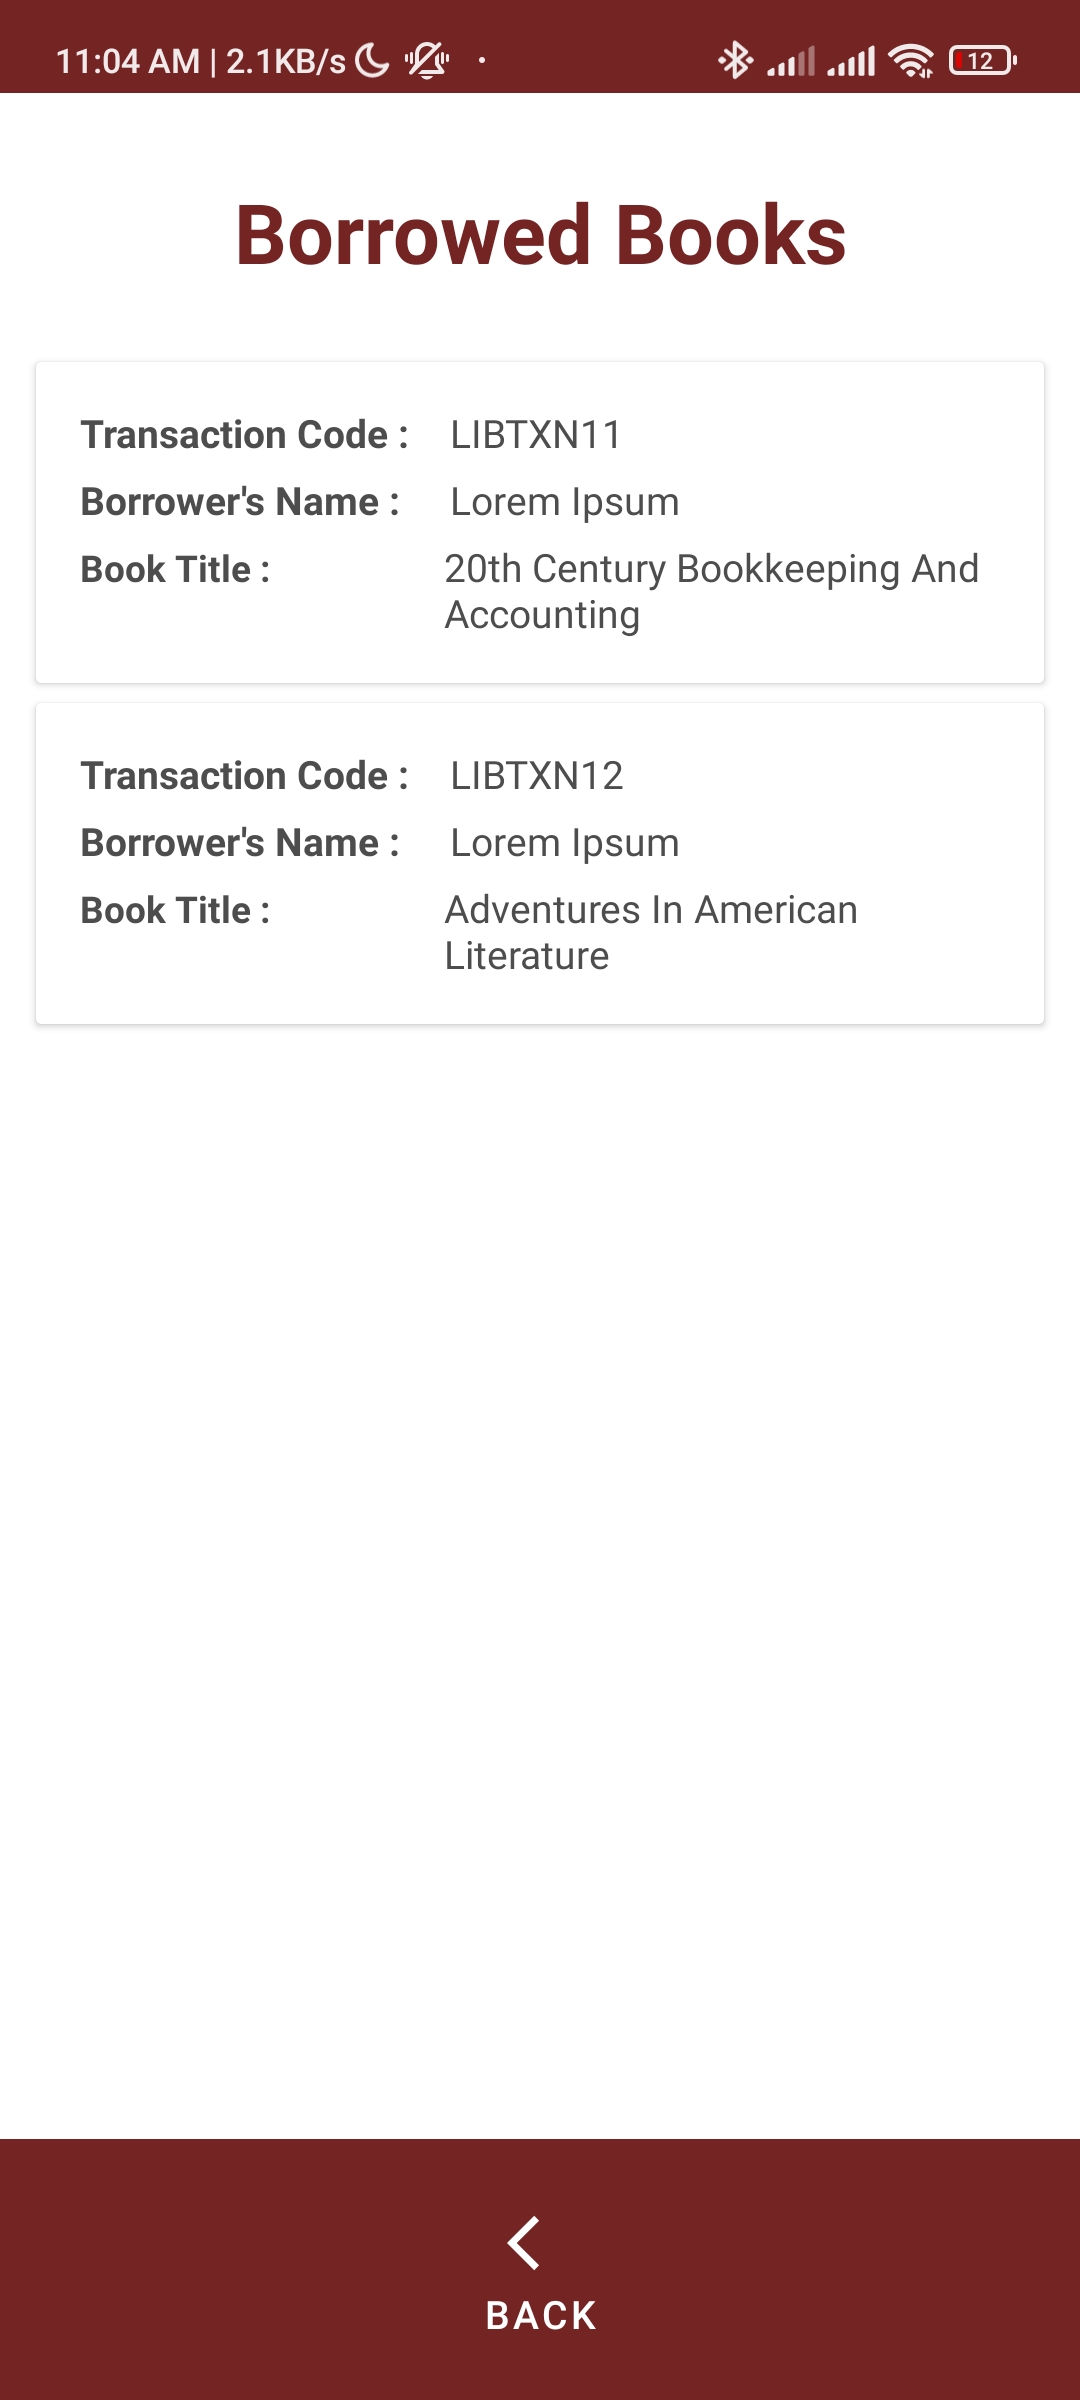 11:04 AM | 2.1KB/s 12
Borrowed Books
Transaction Code : LIBTXN11
Borrower's Name : Lorem Ipsum
Book Title : 20th Century Bookkeeping And
Accounting
Transaction Code : LIBTXN12
Borrower's Name : Lorem Ipsum
Book Title : Adventures In American
Literature
BACK